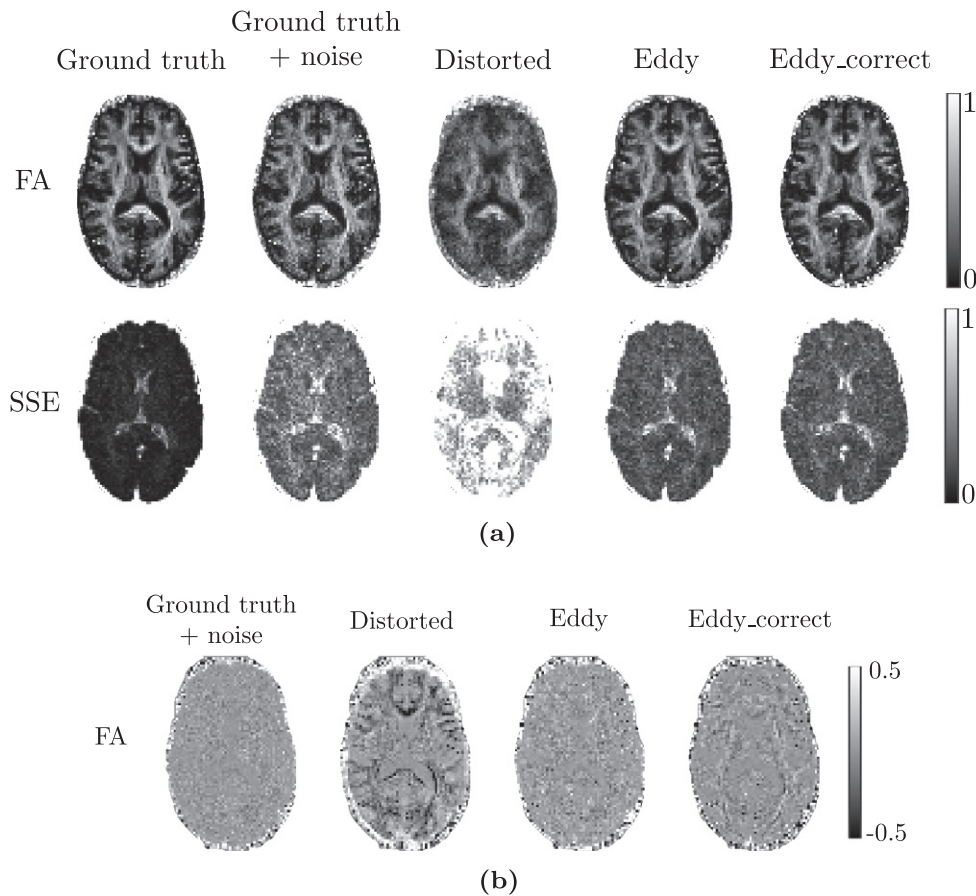 Ground truth
Ground truth
+ noise
Distorted
Eddy
Eddy_correct
FA
1
0
SSE
1
0
(a)
Ground truth
+ noise
Distorted
Eddy
Eddy_correct
FA
0.5
-0.5
(b)